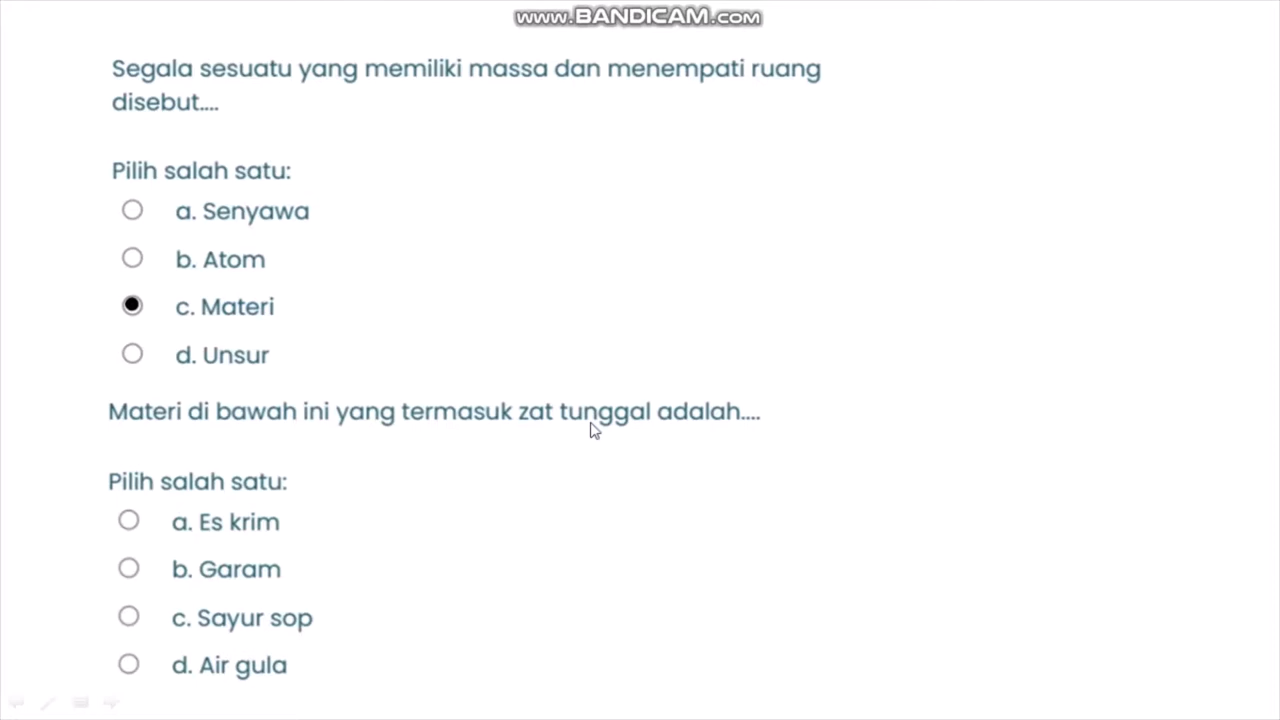 www.BANDICAM.com
Segala sesuatu yang memiliki massa dan menempati ruang
disebut....
Pilih salah satu:
a. Senyawa
b. Atom
c. Materi
d. Unsur
Materi di bawah ini yang termasuk zat tunggal adalah....
Pilih salah satu:
a. Es krim
b. Garam
c. Sayur sop
d. Air gula